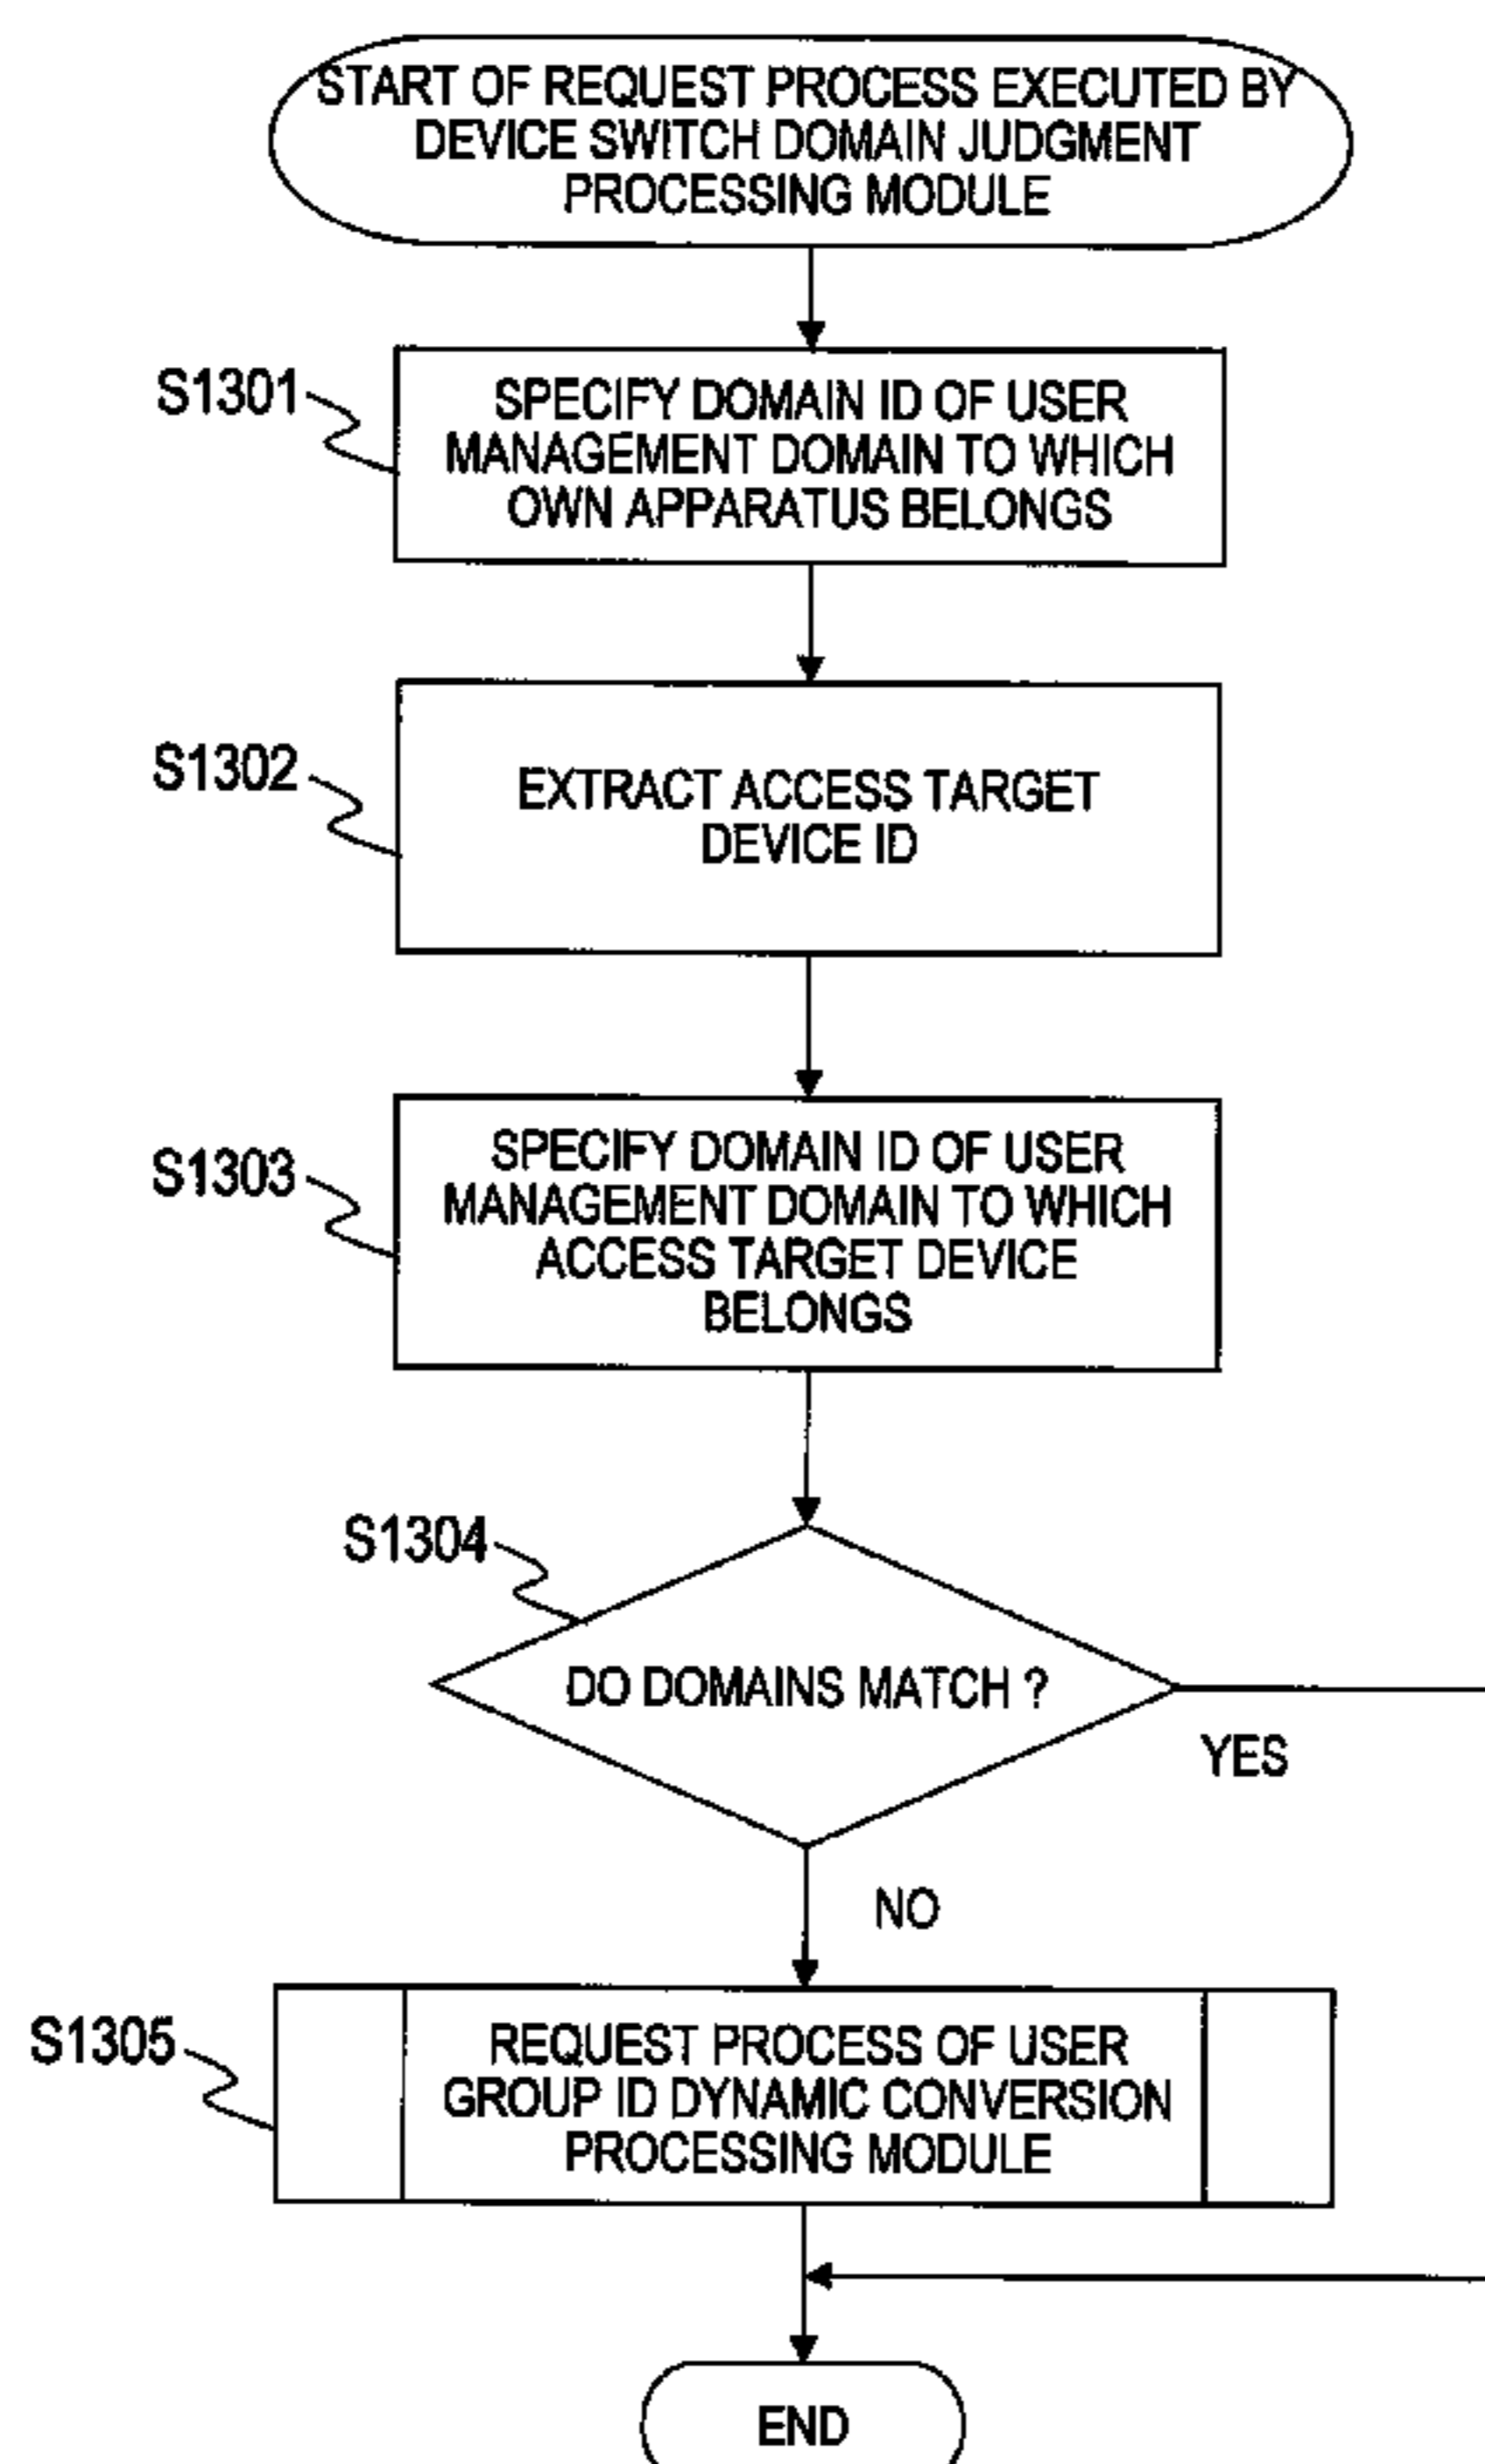 START OF REQUEST PROCESS EXECUTED BY
DEVICE SWITCH DOMAIN JUDGMENT
PROCESSING MODULE
S1301
SPECIFY DOMAIN ID OF USER
MANAGEMENT DOMAIN TO WHICH
OWN APPARATUS BELONGS
S1302
EXTRACT ACCESS TARGET
DEVICE ID
S1303
SPECIFY DOMAIN ID OF USER
MANAGEMENT DOMAIN TO WHICH
ACCESS TARGET DEVICE
BELONGS
S1304
DO DOMAINS MATCH ?
YES
NO
S1305
REQUEST PROCESS OF USER
GROUP ID DYNAMIC CONVERSION
PROCESSING MODULE
END